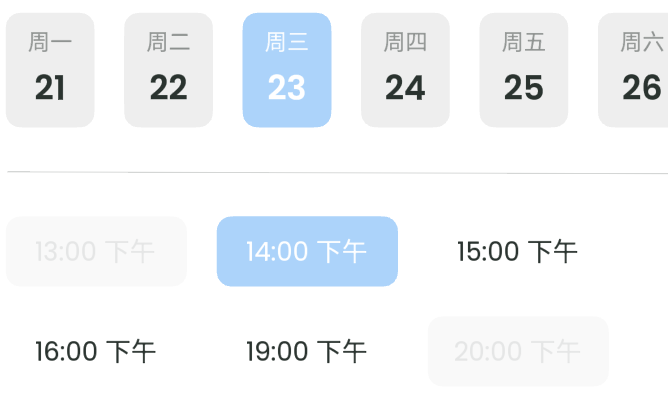 周一 周二 周三 周四 周五 周六
21 22 23 24 25 26
13:00 下午 14:00 下午 15:00 下午
16:00 下午 19:00 下午 20:00 下午